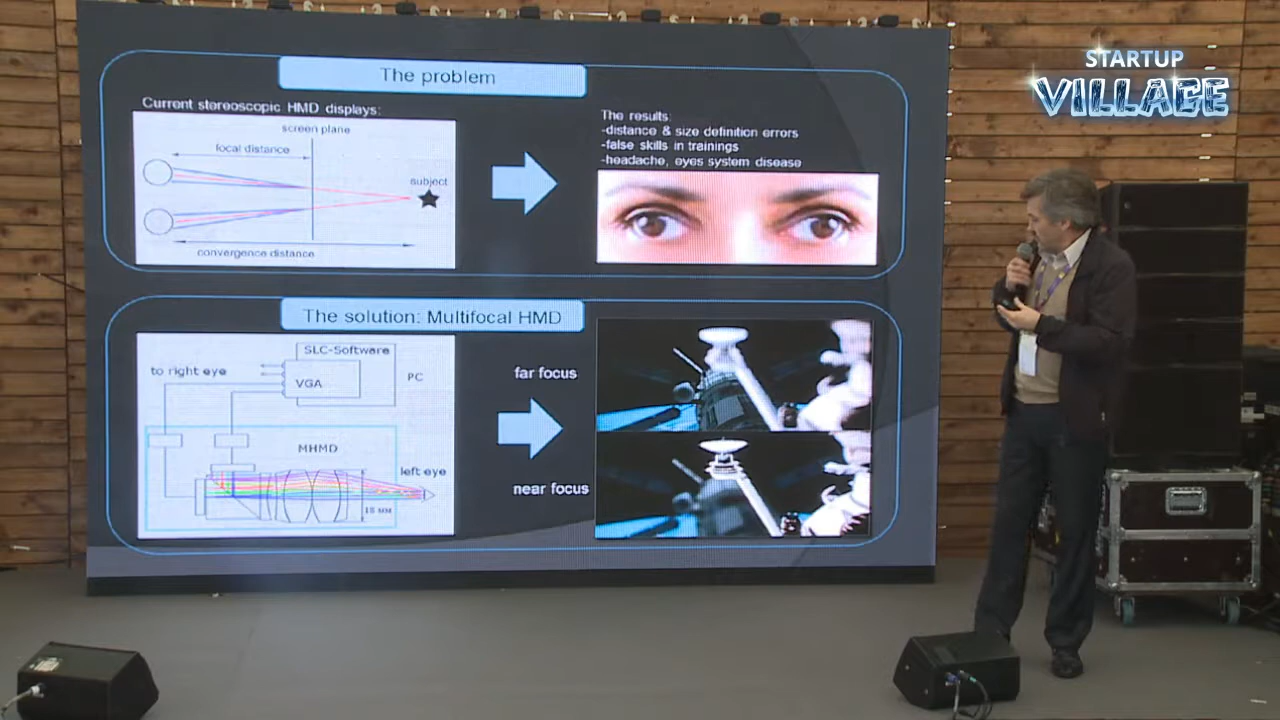 STARTUP
VILLAGE
The problem
Current stereoscopic HMD displays:
screen plane
focal distance
subject
convergence distance
The results:
-distance & size definition errors
-false skills in trainings
-headache, eyes system disease
The solution: Multifocal HMD
SLC-Software
to right eye
VGA
PC
MHMD
left eye
18 мм
far focus
near focus